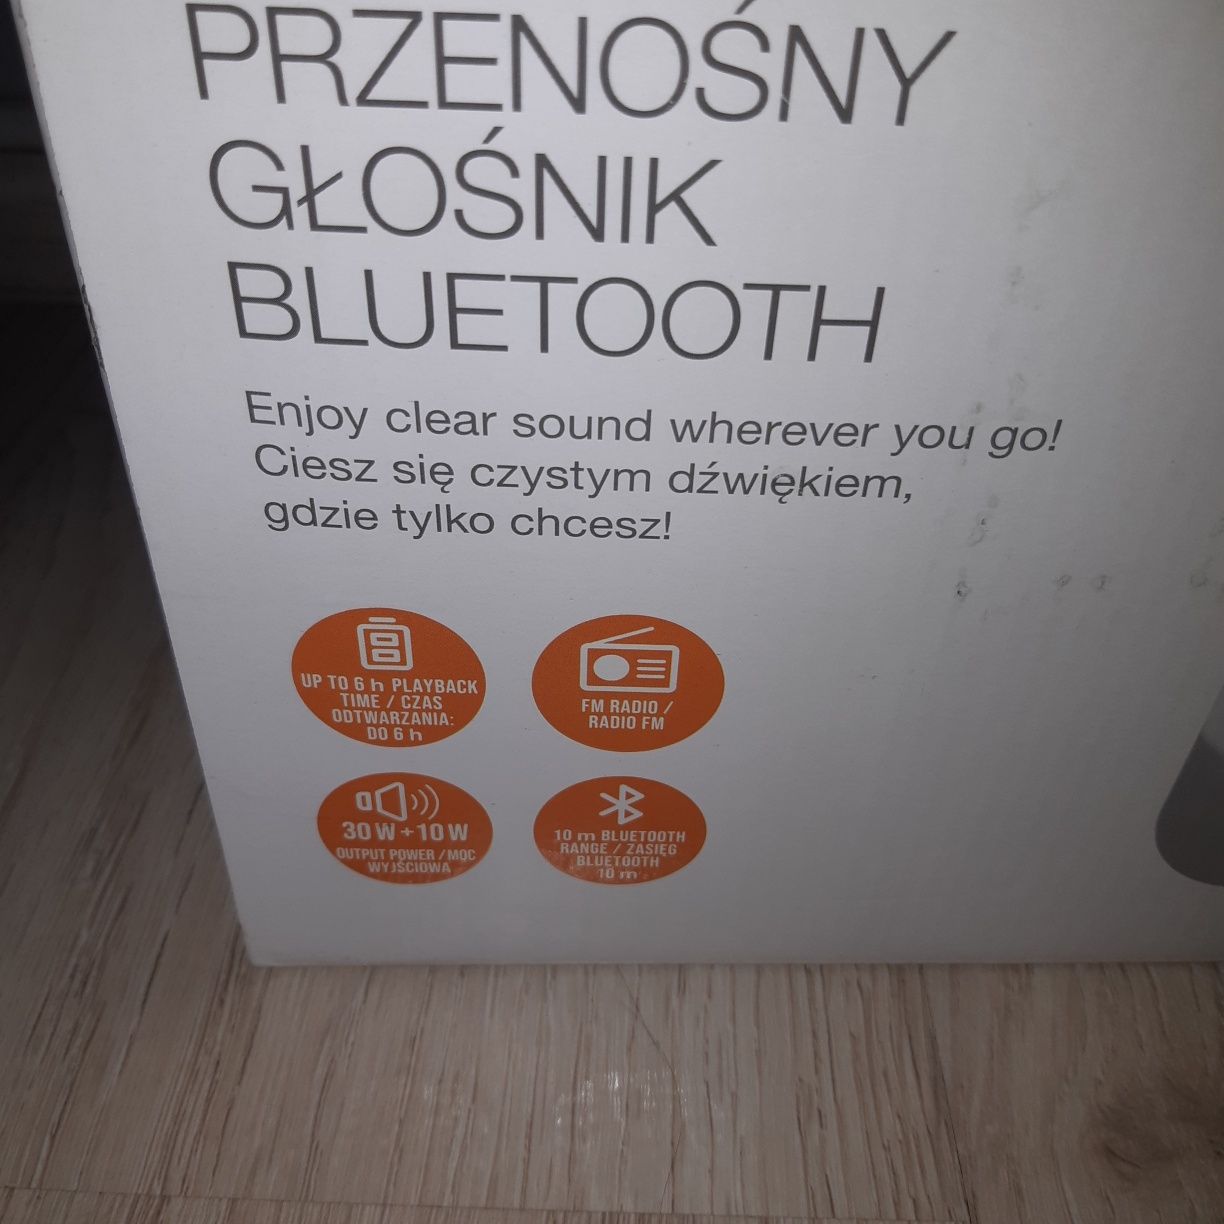 PRZENOŚNY
GŁOŚNIK
BLUETOOTH
Enjoy clear sound wherever you go!
Ciesz się czystym dźwiękiem,
gdzie tylko chcesz!
UP TO 6 h PLAYBACK
TIME / CZAS
ODTWARZANIA:
DO 6 h
FM RADIO /
RADIO FM
30 W + 10 W
OUTPUT POWER / MOC
WYJŚCIOWA
10 m BLUETOOTH
RANGE / ZASIĘG
BLUETOOTH
10 m